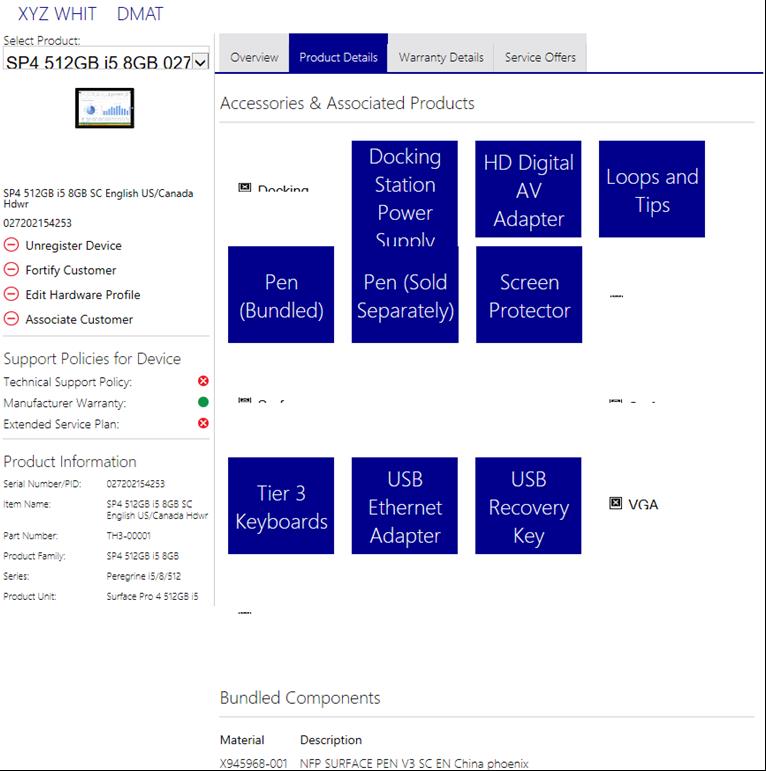 XYZ WHIT DMAT
Select Product:
SP4 512GB i5 8GB 027
Overview Product Details Warranty Details Service Offers
SP4 512GB i5 8GB SC English US/Canada
Hdwr
027202154253
Unregister Device
Fortify Customer
Edit Hardware Profile
Associate Customer
Support Policies for Device
Technical Support Policy:
Manufacturer Warranty:
Extended Service Plan:
Product Information
Serial Number/PID: 027202154253
Item Name: SP4 512GB i5 8GB SC
English US/Canada Hdwr
Part Number: TH3-00001
Product Family: SP4 512GB i5 8GB
Series: Peregrine i5/8/512
Product Unit: Surface Pro 4 512GB i5
Accessories & Associated Products
Docking
Docking
Station
Power
Supply
HD Digital
AV
Adapter
Loops and
Tips
Pen
(Bundled)
Pen (Sold
Separately)
Screen
Protector
Tier 3
Keyboards
USB
Ethernet
Adapter
USB
Recovery
Key
VGA
Bundled Components
Material Description
X945968-001 NFP SURFACE PEN V3 SC EN China phoenix